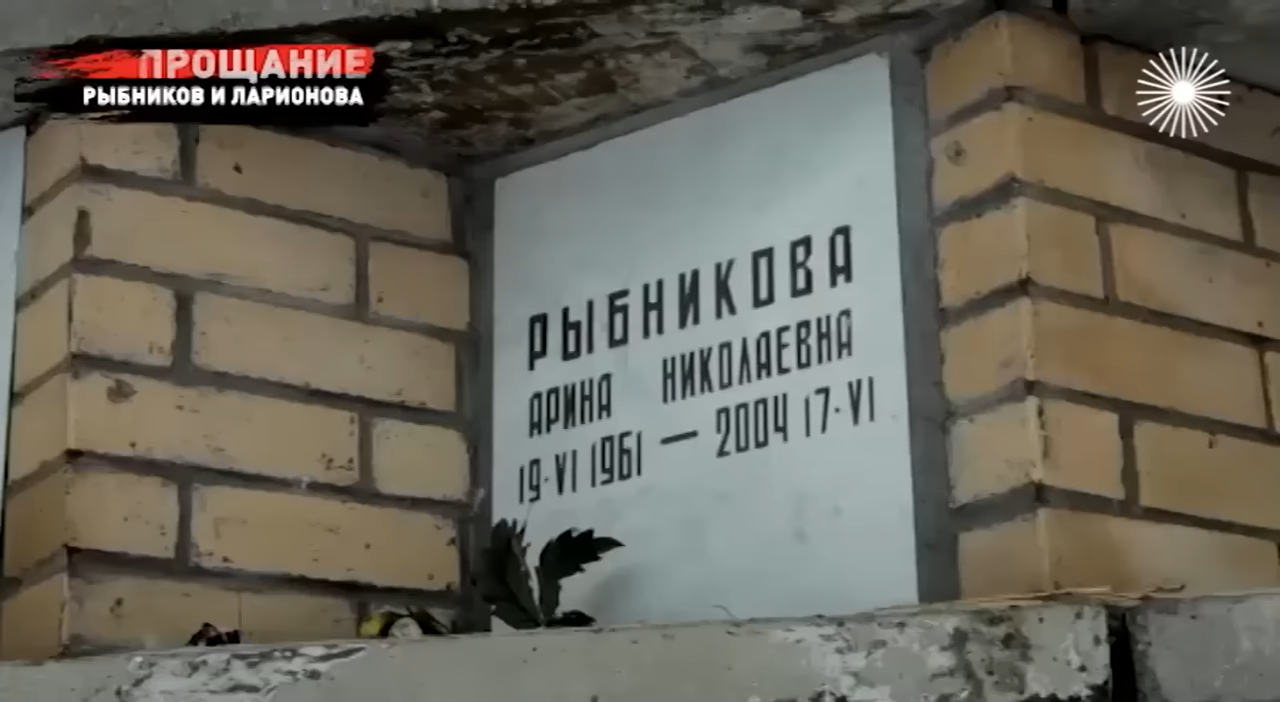 ПРОЩАНИЕ
РЫБНИКОВ И ЛАРИОНОВА
РЫБНИКОВА
АРИНА НИКОЛАЕВНА
19·VI 1961 — 2004 17·VI